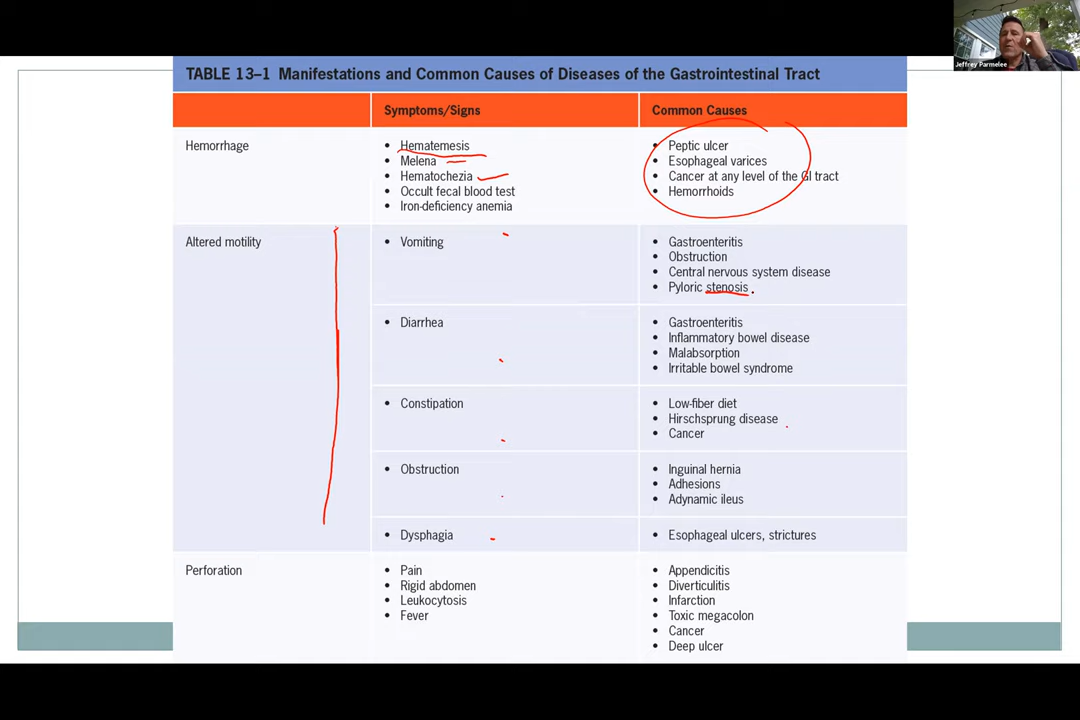 Jeffrey Parmelee
TABLE 13–1 Manifestations and Common Causes of Diseases of the Gastrointestinal Tract
Symptoms/Signs Common Causes
Hemorrhage
• Hematemesis
• Melena
• Hematochezia
• Occult fecal blood test
• Iron-deficiency anemia
• Peptic ulcer
• Esophageal varices
• Cancer at any level of the GI tract
• Hemorrhoids
Altered motility
• Vomiting
• Gastroenteritis
• Obstruction
• Central nervous system disease
• Pyloric stenosis
• Diarrhea
• Gastroenteritis
• Inflammatory bowel disease
• Malabsorption
• Irritable bowel syndrome
• Constipation
• Low-fiber diet
• Hirschsprung disease
• Cancer
• Obstruction
• Inguinal hernia
• Adhesions
• Adynamic ileus
• Dysphagia
• Esophageal ulcers, strictures
Perforation
• Pain
• Rigid abdomen
• Leukocytosis
• Fever
• Appendicitis
• Diverticulitis
• Infarction
• Toxic megacolon
• Cancer
• Deep ulcer